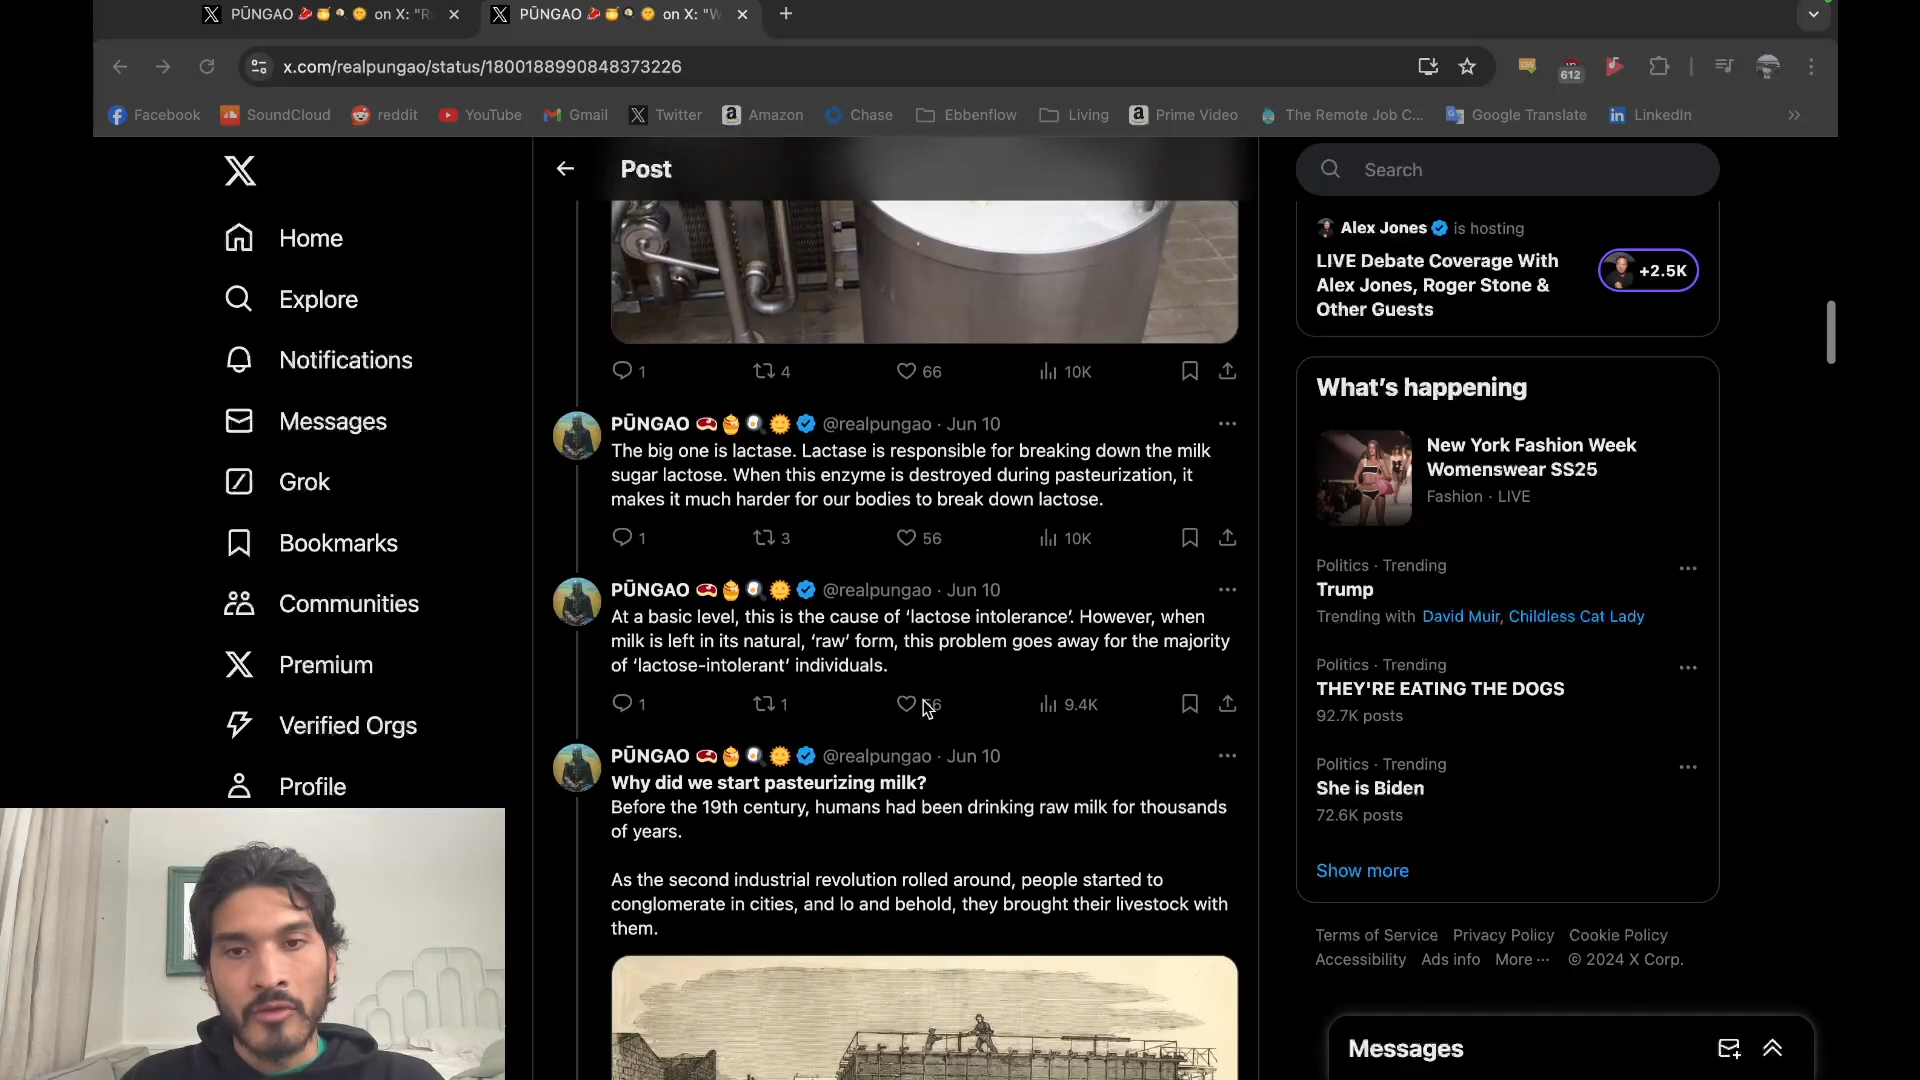 PŪNGAO 🥩🍯🍳🌞 on X: "R
PŪNGAO 🥩🍯🍳🌞 on X: "W
x.com/realpungao/status/1800188990848373226
612
Facebook
SoundCloud
reddit
YouTube
Gmail
Twitter
Amazon
Chase
Ebbenflow
Living
Prime Video
The Remote Job C...
Google Translate
LinkedIn
Home
Explore
Notifications
Messages
Grok
Bookmarks
Communities
Premium
Verified Orgs
Profile
Post
1 4 66 10K
PŪNGAO 🥩🍯🍳🌞 @realpungao · Jun 10
The big one is lactase. Lactase is responsible for breaking down the milk
sugar lactose. When this enzyme is destroyed during pasteurization, it
makes it much harder for our bodies to break down lactose.
1 3 56 10K
PŪNGAO 🥩🍯🍳🌞 @realpungao · Jun 10
At a basic level, this is the cause of ‘lactose intolerance’. However, when
milk is left in its natural, ‘raw’ form, this problem goes away for the majority
of ‘lactose-intolerant’ individuals.
1 1 9.4K
PŪNGAO 🥩🍯🍳🌞 @realpungao · Jun 10
Why did we start pasteurizing milk?
Before the 19th century, humans had been drinking raw milk for thousands
of years.
As the second industrial revolution rolled around, people started to
conglomerate in cities, and lo and behold, they brought their livestock with
them.
Search
Alex Jones is hosting
LIVE Debate Coverage With
Alex Jones, Roger Stone &
Other Guests
+2.5K
What’s happening
New York Fashion Week
Womenswear SS25
Fashion · LIVE
Politics · Trending
Trump
Trending with David Muir, Childless Cat Lady
Politics · Trending
THEY'RE EATING THE DOGS
92.7K posts
Politics · Trending
She is Biden
72.6K posts
Show more
Terms of Service Privacy Policy Cookie Policy
Accessibility Ads info More ··· © 2024 X Corp.
Messages